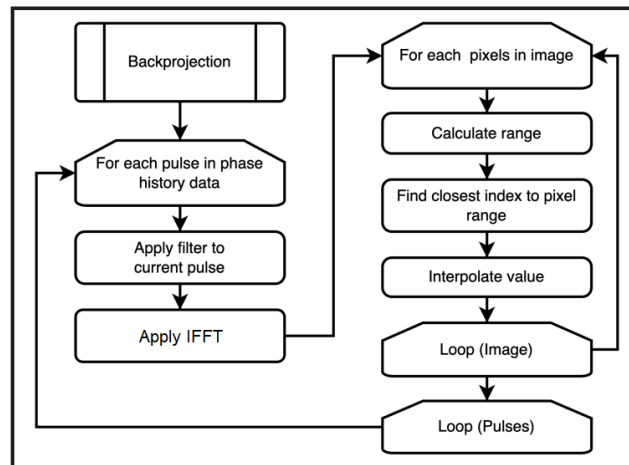 Backprojection
For each pulse in phase
history data
Apply filter to
current pulse
Apply IFFT
For each pixels in image
Calculate range
Find closest index to pixel
range
Interpolate value
Loop (Image)
Loop (Pulses)